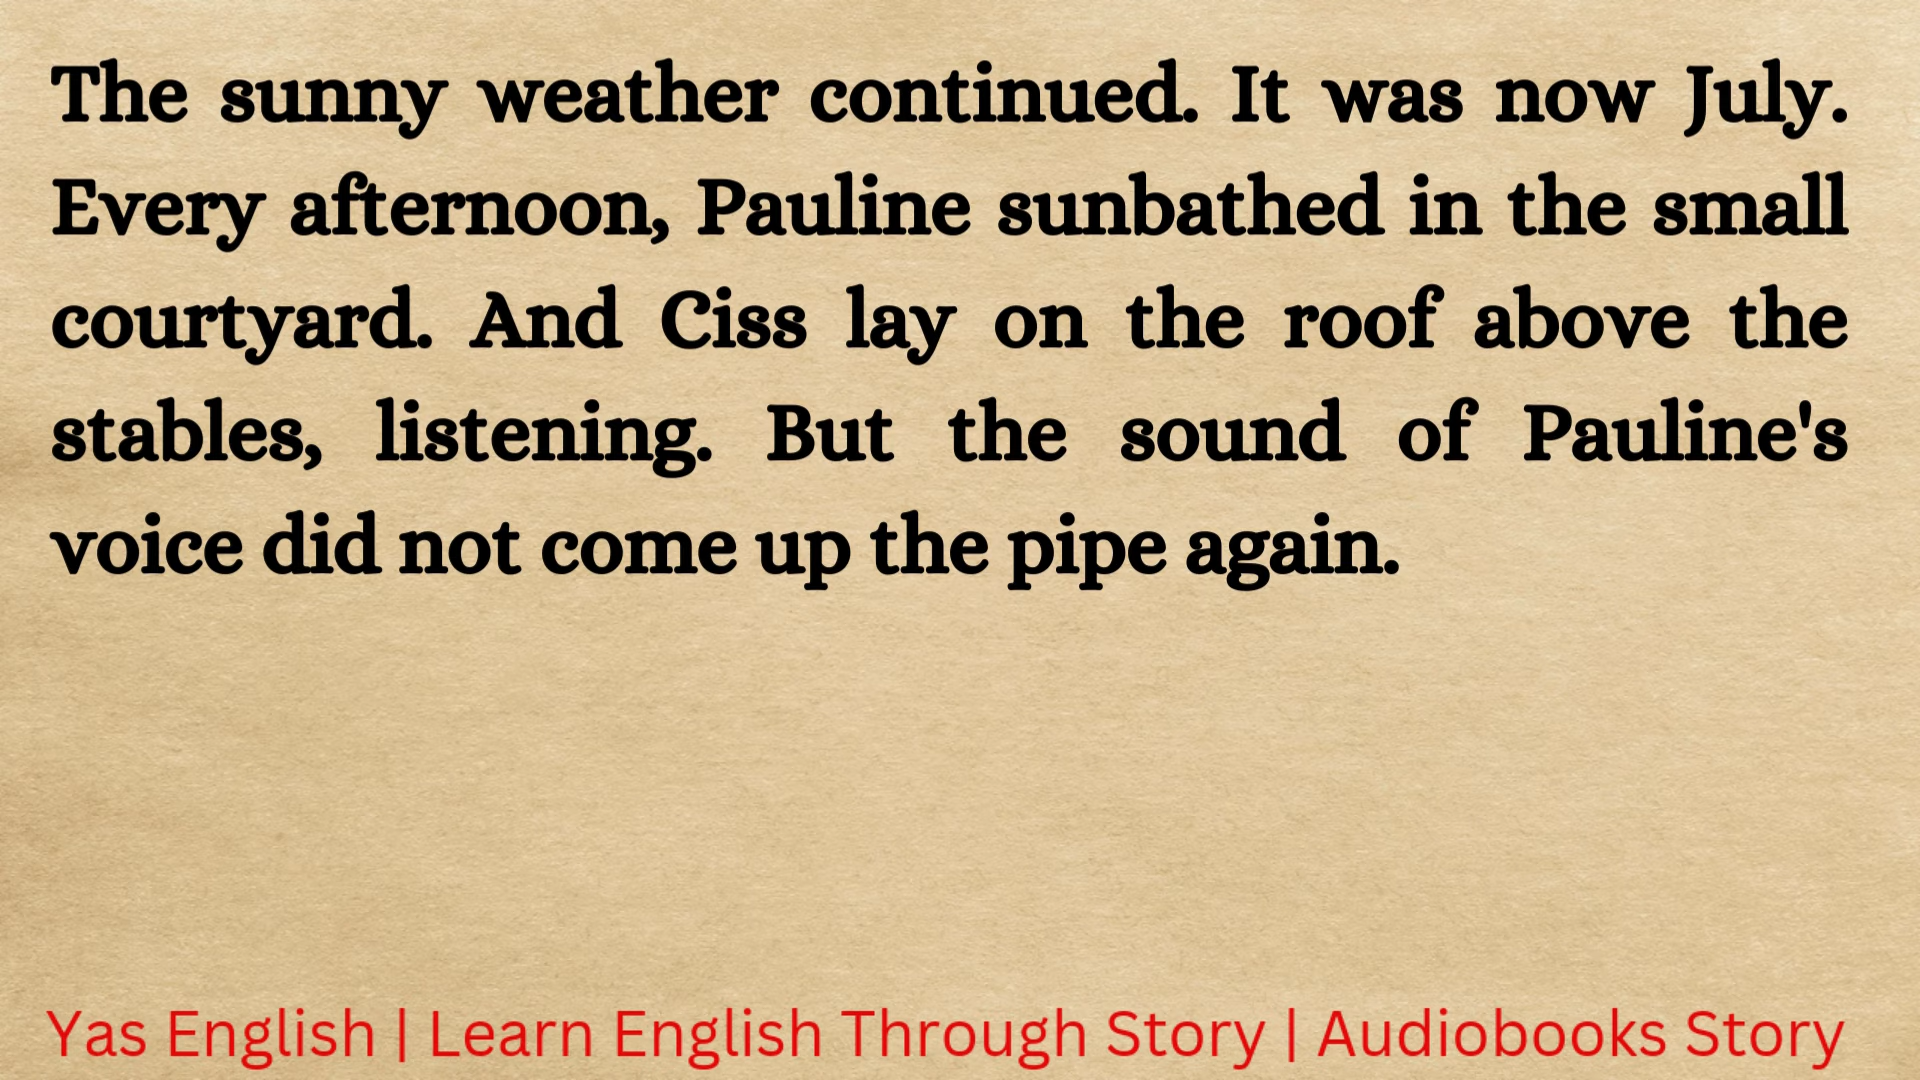 The sunny weather continued. It was now July.
Every afternoon, Pauline sunbathed in the small
courtyard. And Ciss lay on the roof above the
stables, listening. But the sound of Pauline's
voice did not come up the pipe again.
Yas English | Learn English Through Story | Audiobooks Story